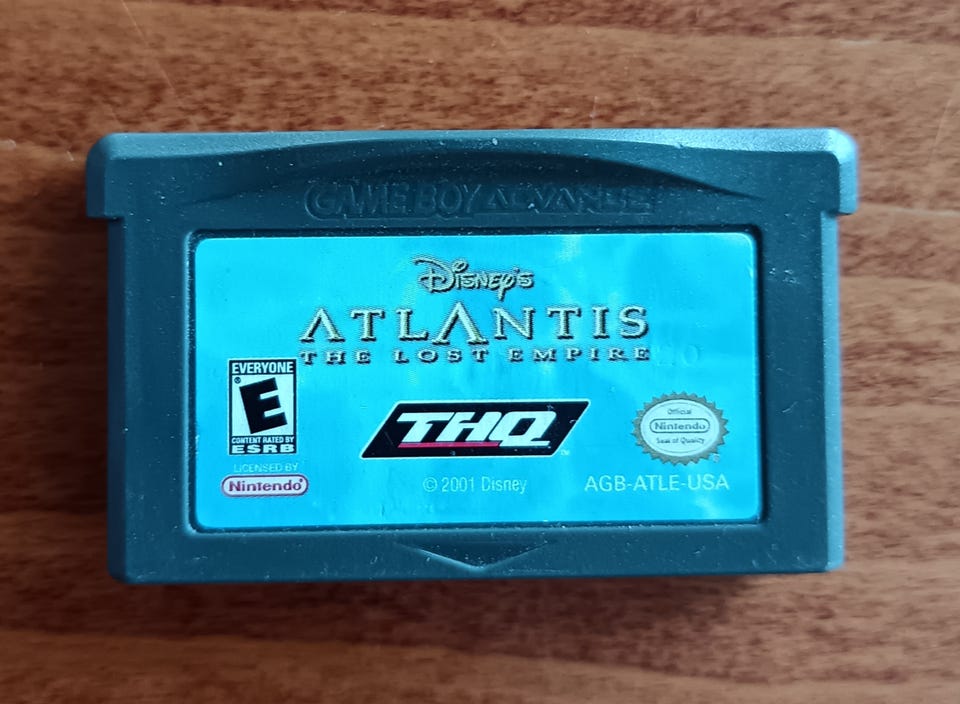 GAME BOY ADVANCE
Disney's
ATLANTIS
THE LOST EMPIRE
EVERYONE
E
CONTENT RATED BY
ESRB
THQ
TM
Official
Nintendo
Seal of Quality
LICENSED BY
Nintendo®
© 2001 Disney
AGB-ATLE-USA